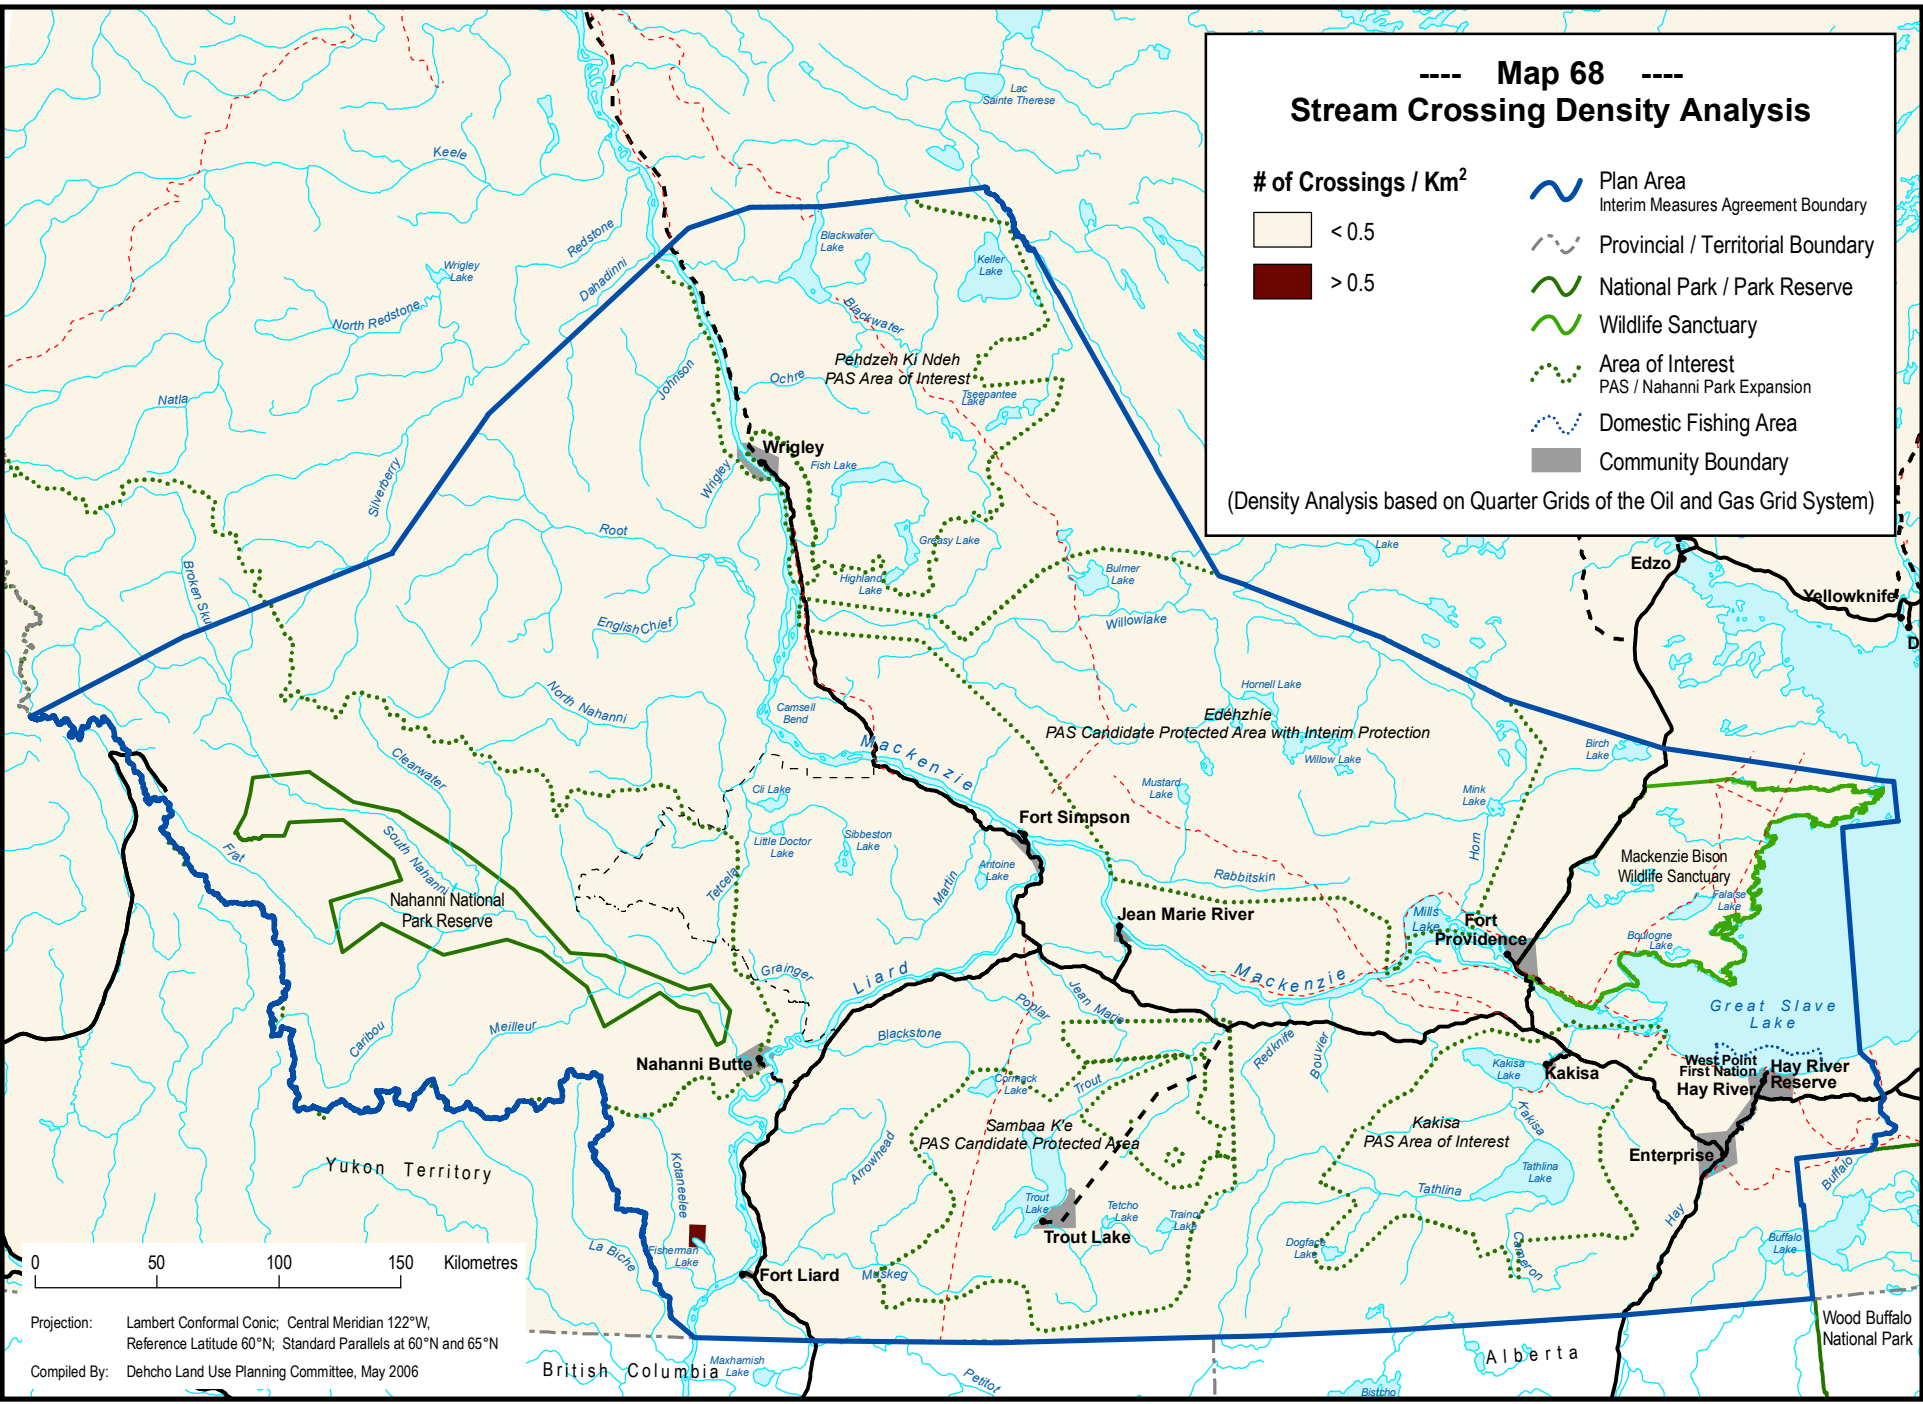 ---- Map 68 ----
Stream Crossing Density Analysis
# of Crossings / Km2
< 0.5
> 0.5
Plan Area
Interim Measures Agreement Boundary
Provincial / Territorial Boundary
National Park / Park Reserve
Wildlife Sanctuary
Area of Interest
PAS / Nahanni Park Expansion
Domestic Fishing Area
Community Boundary
(Density Analysis based on Quarter Grids of the Oil and Gas Grid System)
Lac
Sainte Therese
Keele
Redstone
Dahadinni
Wrigley
Lake
North Redstone
Blackwater
Lake
Keller
Lake
Blackwater
Pehdzeh Ki Ndeh
PAS Area of Interest
Johnson
Ochre
Tseepantee
Lake
Natla
Wrigley
Wrigley
Fish Lake
Silverberry
Root
Greasy Lake
Highland
Lake
Bulmer
Lake
Lake
Edzo
Yellowknife
D
Broken Sku
English Chief
Willowlake
North Nahanni
Camsell
Bend
Hornell Lake
Edéhzhíe
PAS Candidate Protected Area with Interim Protection
Willow Lake
Birch
Lake
Mackenzie
Clearwater
Cli Lake
Mustard
Lake
Mink
Lake
Fort Simpson
Little Doctor
Lake
Sibbeston
Lake
Antoine
Lake
Martin
Tetcela
Flat
South Nahanni
Nahanni National
Park Reserve
Rabbitskin
Horn
Mackenzie Bison
Wildlife Sanctuary
Falaise
Lake
Boulogne
Lake
Mills
Lake
Fort
Providence
Jean Marie River
Grainger
Liard
Mackenzie
Great Slave
Lake
Poplar
Jean Marie
Caribou
Meilleur
Blackstone
Redknife
Bouvier
Nahanni Butte
Cormack
Lake
Trout
Kakisa
Lake
Kakisa
West Point
First Nation
Hay River
Hay River
Reserve
Sambaa K'e
PAS Candidate Protected Area
Kakisa
PAS Area of Interest
Kakisa
Enterprise
Arrowhead
Yukon Territory
Kotaneelee
Trout
Lake
Tetcho
Lake
Trainor
Lake
Trout Lake
Tathlina
Lake
Tathlina
Cameron
Hay
Buffalo
Buffalo
Lake
Dogface
Lake
La Biche
Fisherman
Lake
Fort Liard
Muskeg
0 50 100 150 Kilometres
Projection: Lambert Conformal Conic; Central Meridian 122°W,
Reference Latitude 60°N; Standard Parallels at 60°N and 65°N
Compiled By: Dehcho Land Use Planning Committee, May 2006
British Columbia
Maxhamish
Lake
Petitot
Alberta
Bistcho
Wood Buffalo
National Park